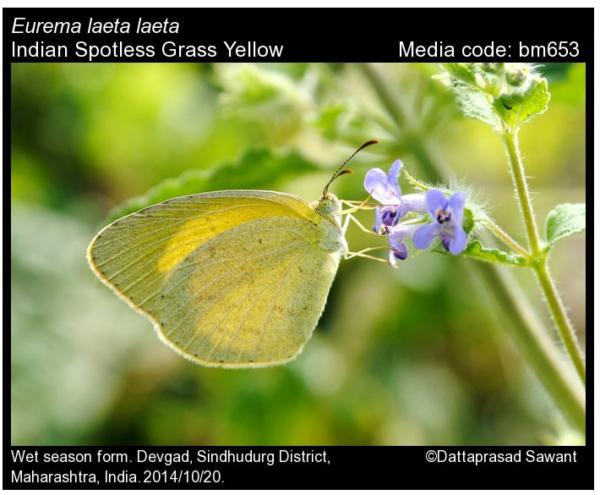 Eurema laeta laeta
Indian Spotless Grass Yellow Media code: bm653
Wet season form. Devgad, Sindhudurg District, ©Dattaprasad Sawant
Maharashtra, India. 2014/10/20.